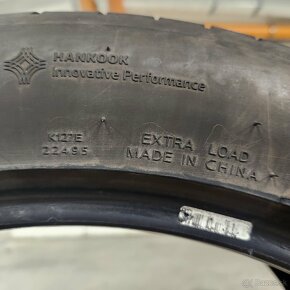 HANKOOK
Innovative Performance
K127E
22495
EXTRA LOAD
MADE IN CHINA